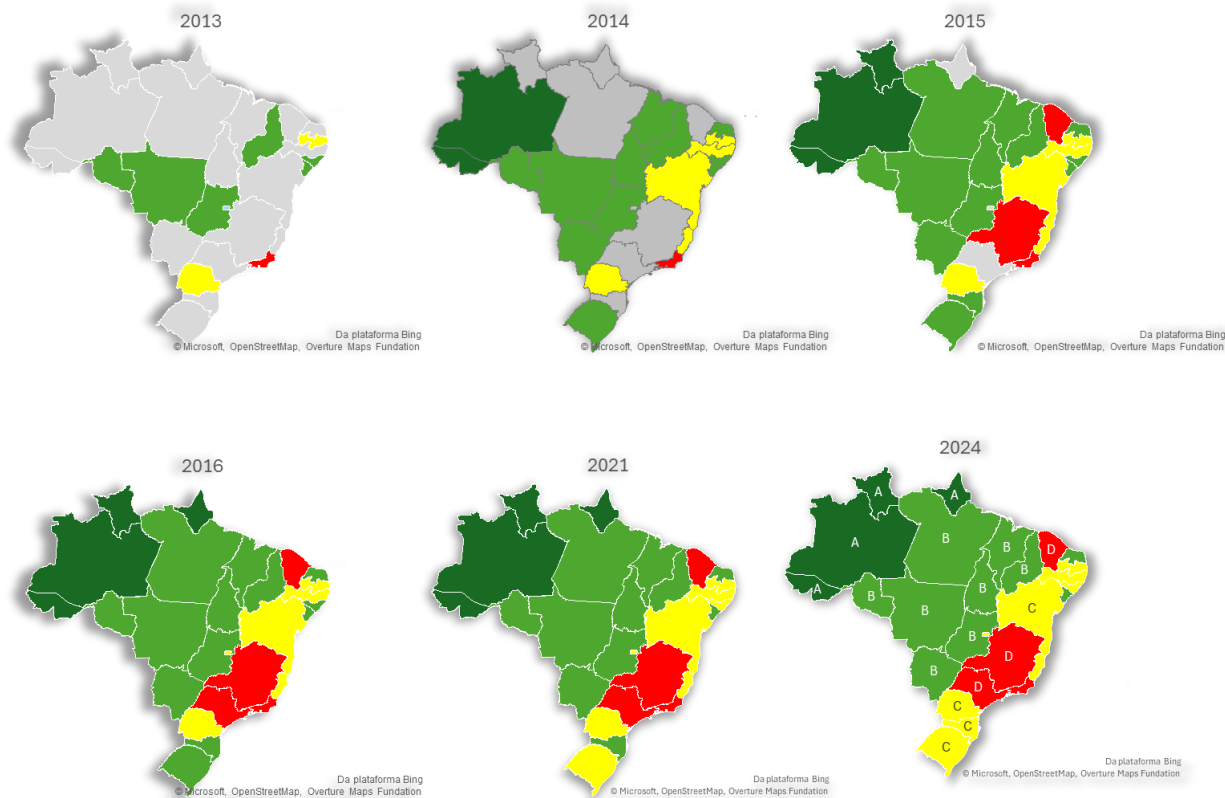 2013
2014
2015
Da plataforma Bing
© Microsoft, OpenStreetMap, Overture Maps Fundation
Da plataforma Bing
© Microsoft, OpenStreetMap, Overture Maps Fundation
Da plataforma Bing
© Microsoft, OpenStreetMap, Overture Maps Fundation
2016
2021
2024
A
A
A
B
B
D
A
B
B
B
B
C
B
B
D
D
C
C
C
Da plataforma Bing
© Microsoft, OpenStreetMap, Overture Maps Fundation
Da plataforma Bing
© Microsoft, OpenStreetMap, Overture Maps Fundation
Da plataforma Bing
© Microsoft, OpenStreetMap, Overture Maps Fundation